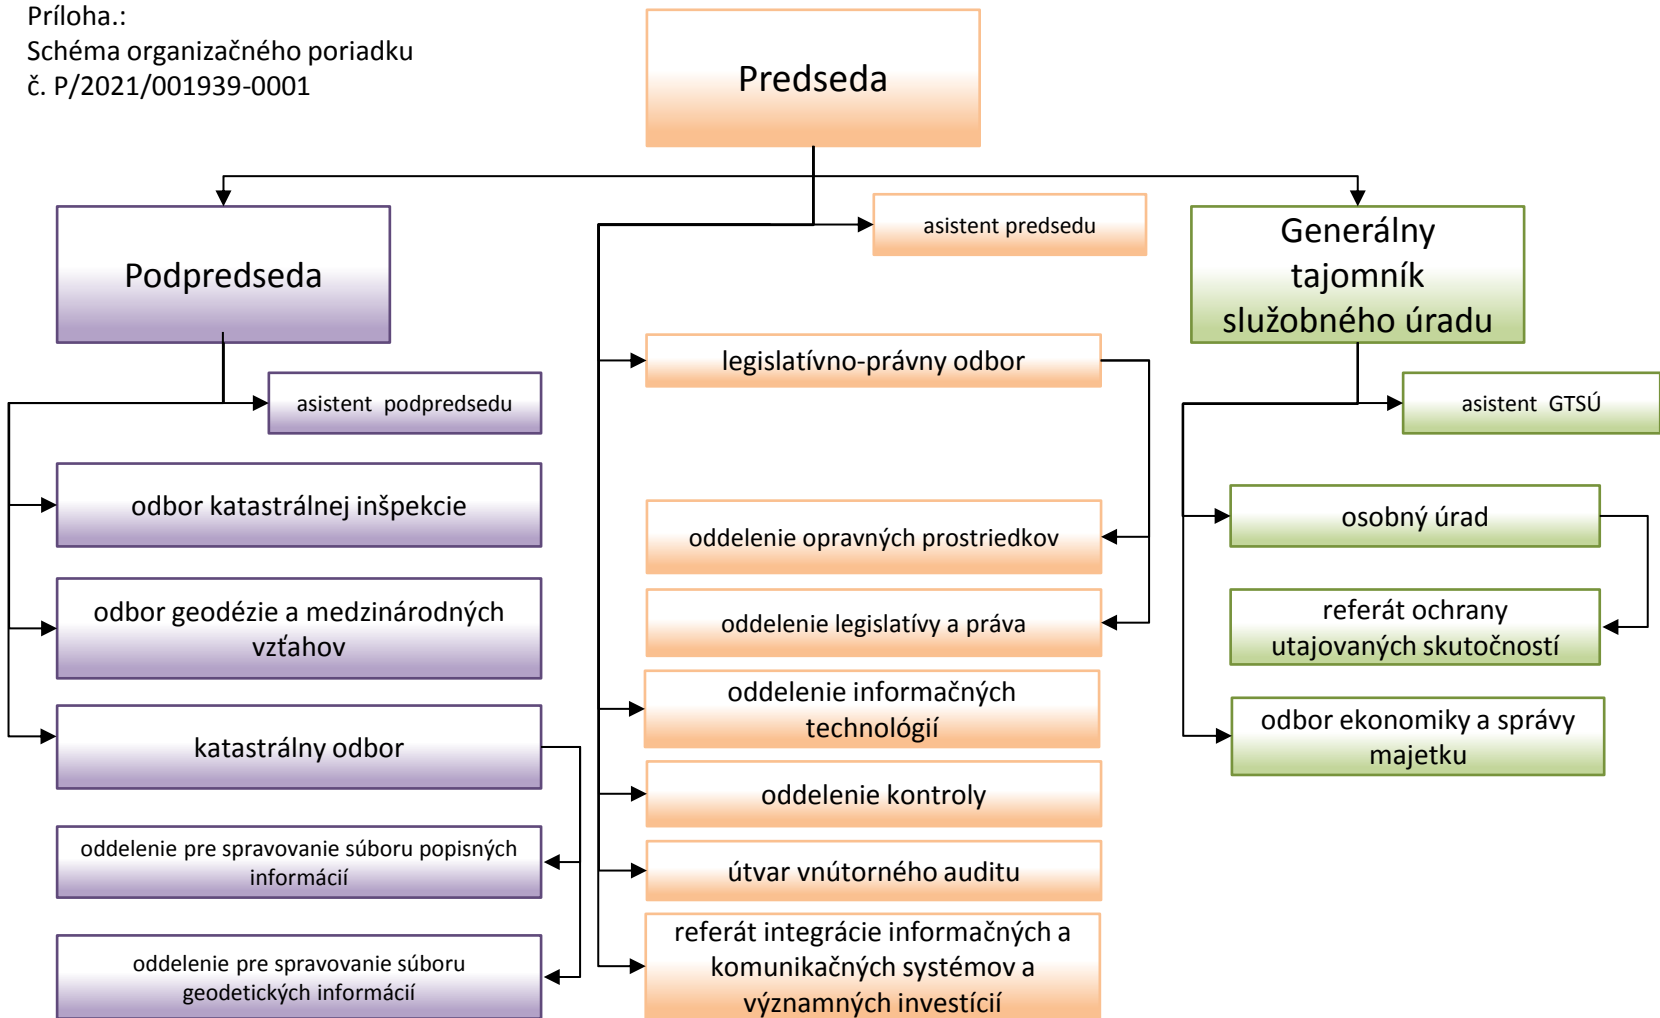 Príloha.:
Schéma organizačného poriadku
č. P/2021/001939-0001
Predseda
asistent predsedu
Podpredseda
Generálny
tajomník
služobného úradu
asistent  podpredsedu
odbor katastrálnej inšpekcie
odbor geodézie a medzinárodných
vzťahov
katastrálny odbor
oddelenie pre spravovanie súboru popisných
informácií
oddelenie pre spravovanie súboru
geodetických informácií
legislatívno-právny odbor
oddelenie opravných prostriedkov
oddelenie legislatívy a práva
oddelenie informačných
technológií
oddelenie kontroly
útvar vnútorného auditu
referát integrácie informačných a
komunikačných systémov a
významných investícií
asistent  GTSÚ
osobný úrad
referát ochrany
utajovaných skutočností
odbor ekonomiky a správy
majetku